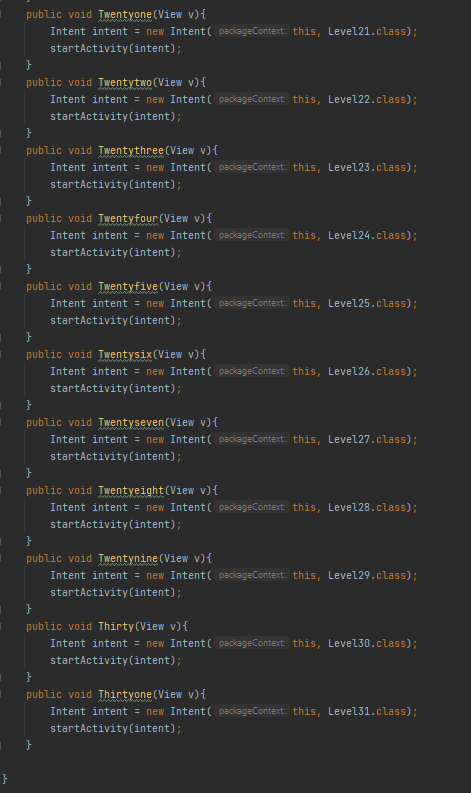 public void Twentyone(View v){
Intent intent = new Intent( packageContext: this, Level21.class);
startActivity(intent);
}
public void Twentytwo(View v){
Intent intent = new Intent( packageContext: this, Level22.class);
startActivity(intent);
}
public void Twentythree(View v){
Intent intent = new Intent( packageContext: this, Level23.class);
startActivity(intent);
}
public void Twentyfour(View v){
Intent intent = new Intent( packageContext: this, Level24.class);
startActivity(intent);
}
public void Twentyfive(View v){
Intent intent = new Intent( packageContext: this, Level25.class);
startActivity(intent);
}
public void Twentysix(View v){
Intent intent = new Intent( packageContext: this, Level26.class);
startActivity(intent);
}
public void Twentyseven(View v){
Intent intent = new Intent( packageContext: this, Level27.class);
startActivity(intent);
}
public void Twentyeight(View v){
Intent intent = new Intent( packageContext: this, Level28.class);
startActivity(intent);
}
public void Twentynine(View v){
Intent intent = new Intent( packageContext: this, Level29.class);
startActivity(intent);
}
public void Thirty(View v){
Intent intent = new Intent( packageContext: this, Level30.class);
startActivity(intent);
}
public void Thirtyone(View v){
Intent intent = new Intent( packageContext: this, Level31.class);
startActivity(intent);
}
}